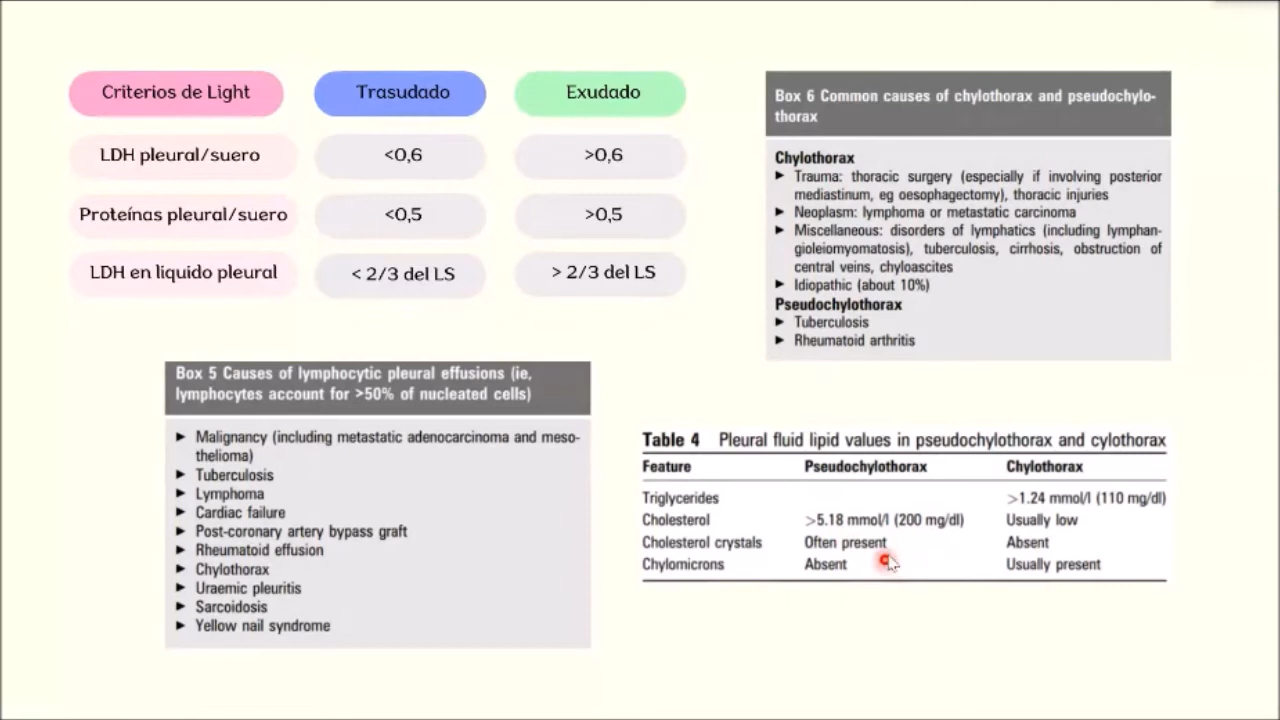 Criterios de Light Trasudado Exudado
LDH pleural/suero <0,6 >0,6
Proteínas pleural/suero <0,5 >0,5
LDH en liquido pleural < 2/3 del LS > 2/3 del LS
Box 6 Common causes of chylothorax and pseudochylo-
thorax
Chylothorax
► Trauma: thoracic surgery (especially if involving posterior
mediastinum, eg oesophagectomy), thoracic injuries
► Neoplasm: lymphoma or metastatic carcinoma
► Miscellaneous: disorders of lymphatics (including lymphan-
gioleiomyomatosis), tuberculosis, cirrhosis, obstruction of
central veins, chyloascites
► Idiopathic (about 10%)
Pseudochylothorax
► Tuberculosis
► Rheumatoid arthritis
Box 5 Causes of lymphocytic pleural effusions (ie,
lymphocytes account for >50% of nucleated cells)
► Malignancy (including metastatic adenocarcinoma and meso-
thelioma)
► Tuberculosis
► Lymphoma
► Cardiac failure
► Post-coronary artery bypass graft
► Rheumatoid effusion
► Chylothorax
► Uraemic pleuritis
► Sarcoidosis
► Yellow nail syndrome
Table 4 Pleural fluid lipid values in pseudochylothorax and cylothorax
Feature Pseudochylothorax Chylothorax
Triglycerides >1.24 mmol/l (110 mg/dl)
Cholesterol >5.18 mmol/l (200 mg/dl) Usually low
Cholesterol crystals Often present Absent
Chylomicrons Absent Usually present